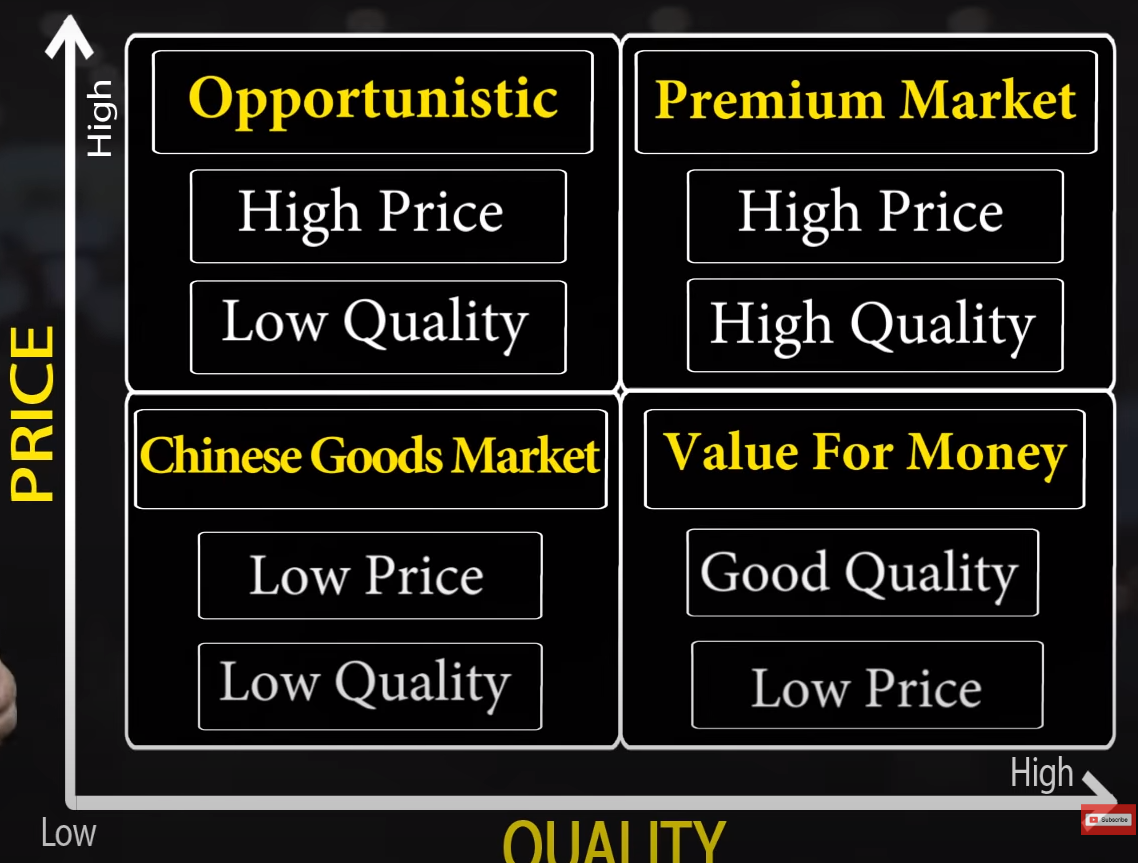 High
Opportunistic
High Price
Low Quality
Premium Market
High Price
High Quality
PRICE
Chinese Goods Market
Low Price
Low Quality
Value For Money
Good Quality
Low Price
High
Low
QUALITY
Subscribe